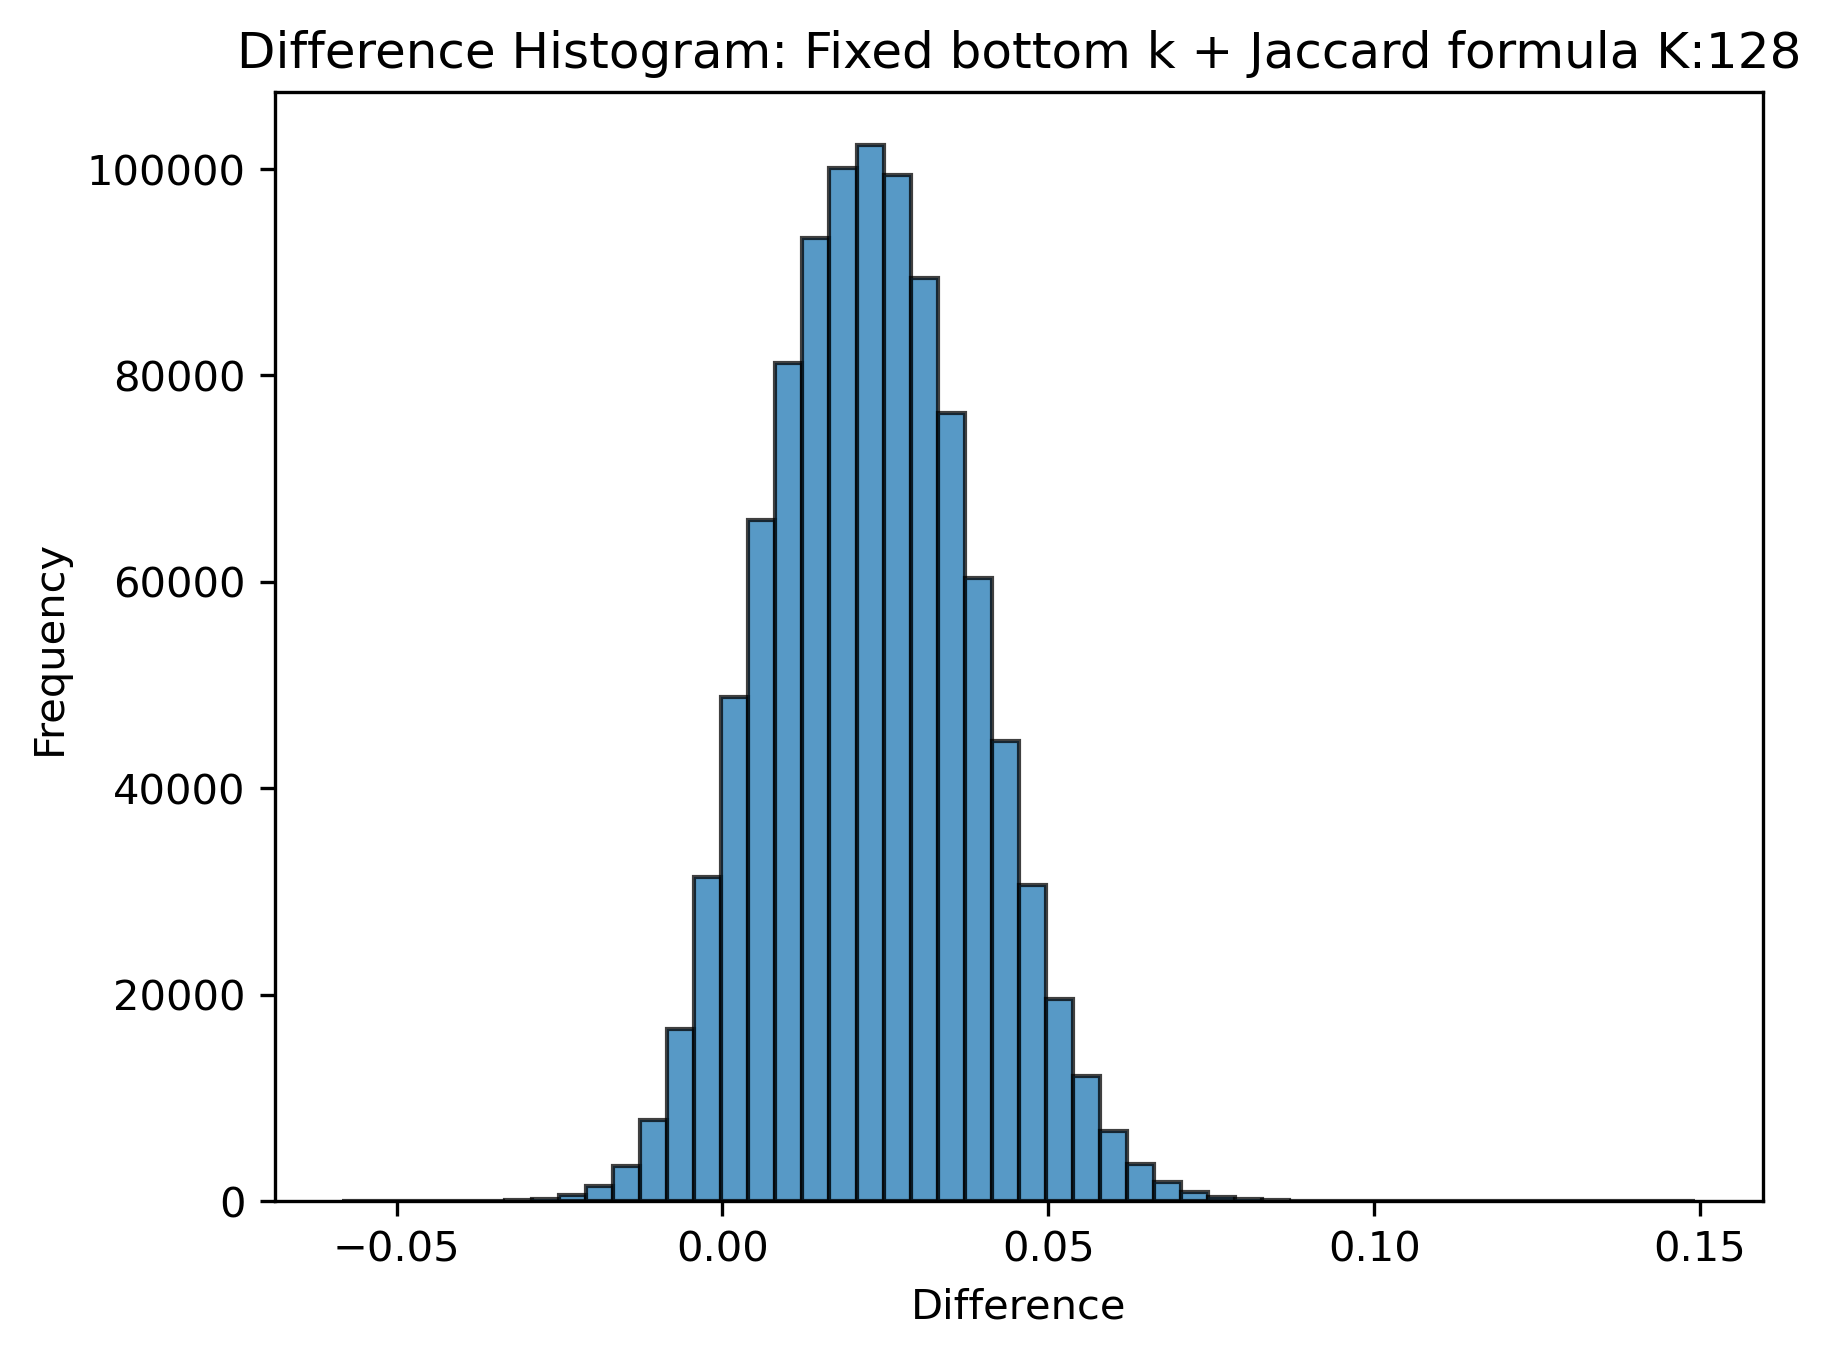 Difference Histogram: Fixed bottom k + Jaccard formula K:128
100000
80000
60000
40000
20000
0
Frequency
−0.05 0.00 0.05 0.10 0.15
Difference